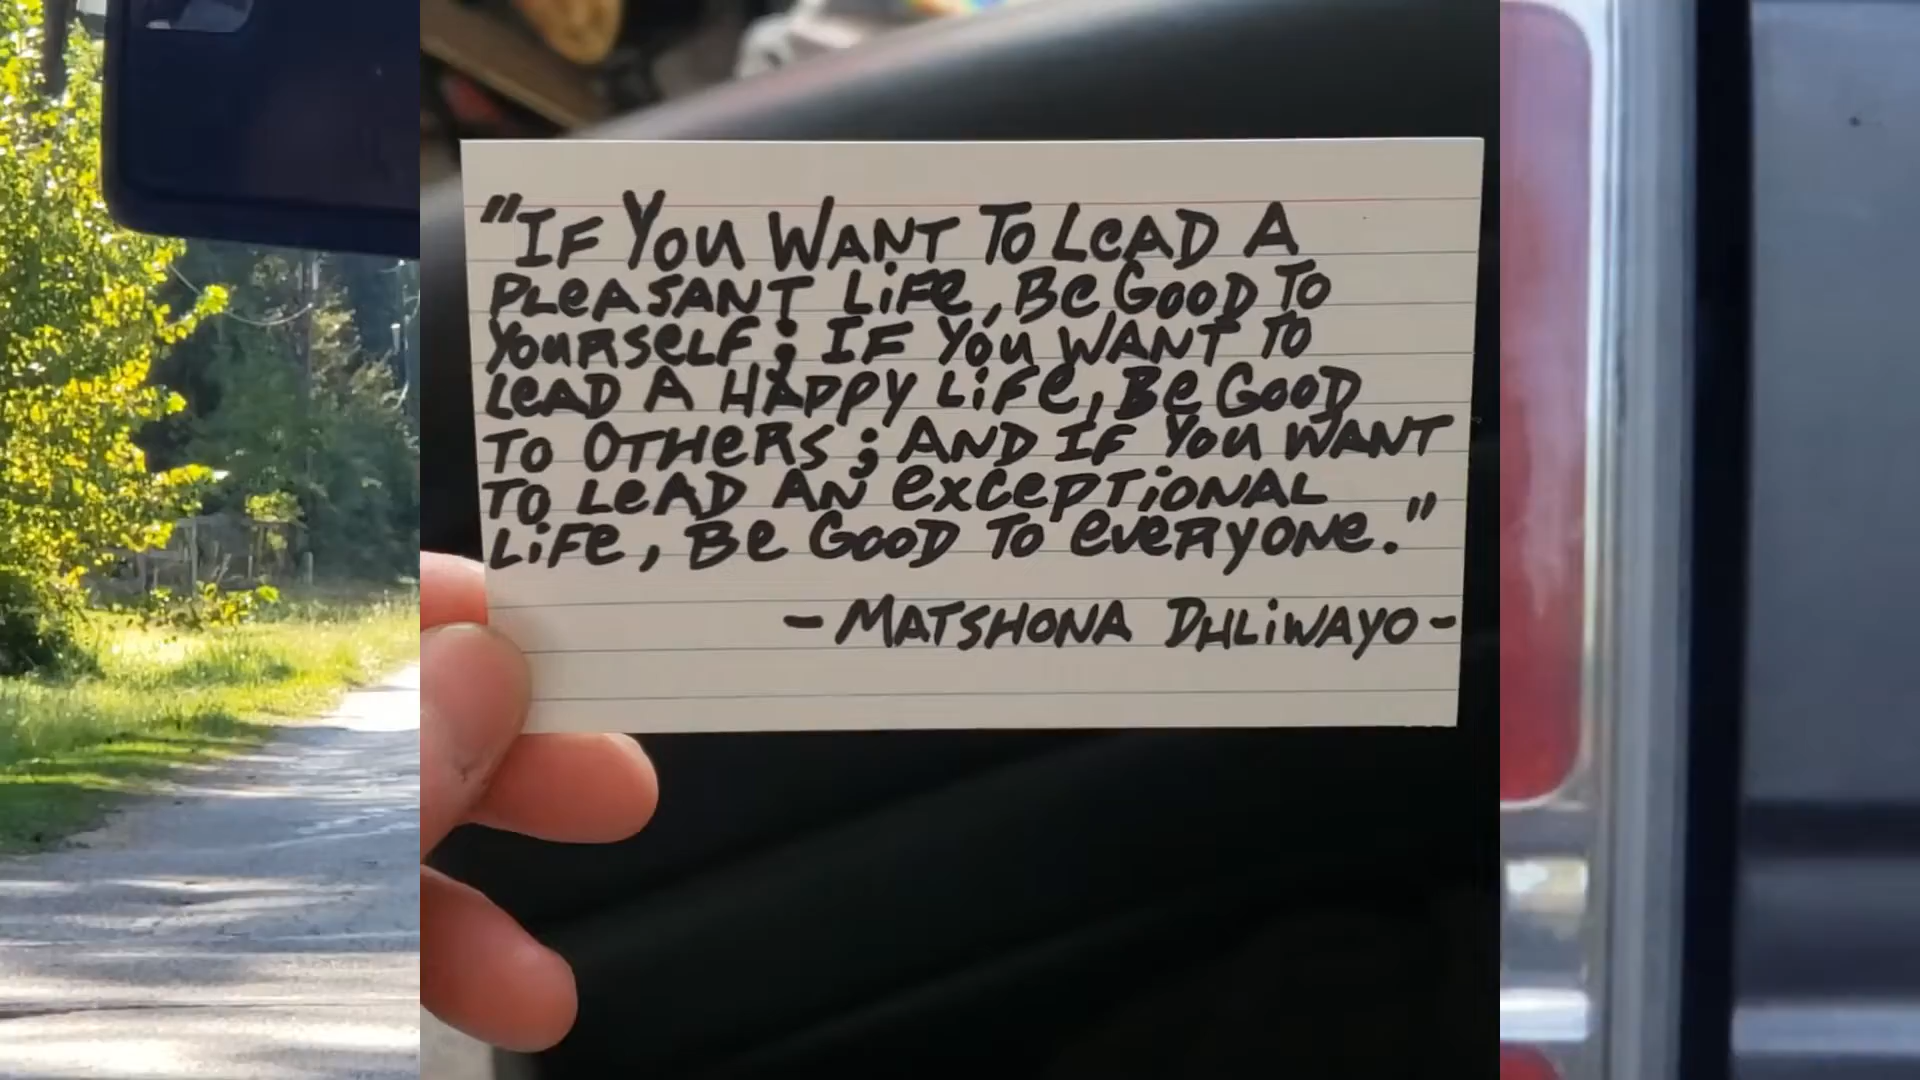 "IF YOU WANT TO LeAD A
PLeASANT LiFe, Be GOOD TO
YOURSeLF; IF YOU WANT TO
LeAD A HAPPY LiFe, Be GOOD
TO OTHeRS; AND IF YOU WANT
TO LeAD AN eXCePTiONAL
LiFe, Be GOOD TO eVeRYONe."
- MATSHONA DHLiWAYO -